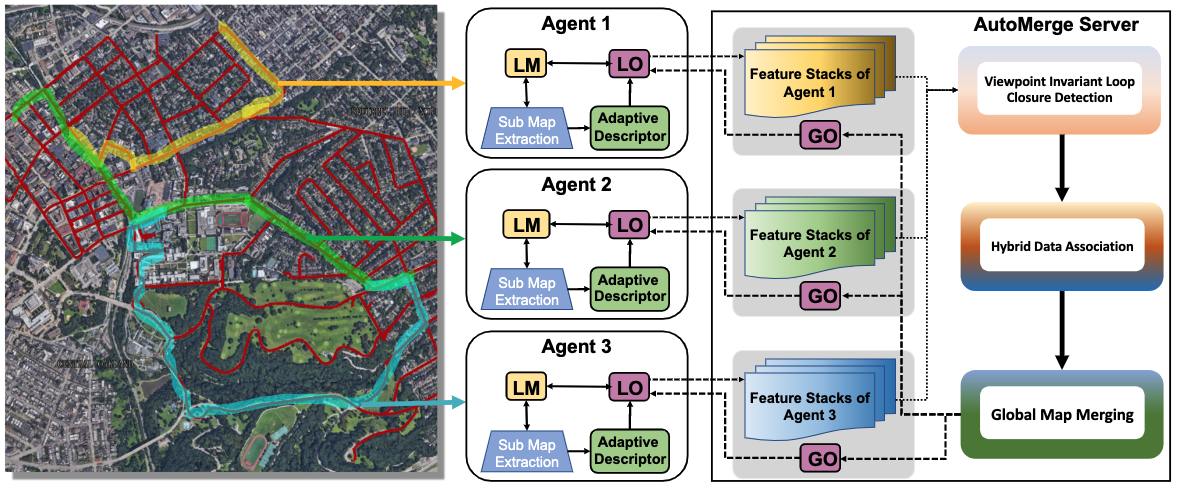 Agent 1
LM
LO
Sub Map
Extraction
Adaptive
Descriptor
Agent 2
LM
LO
Sub Map
Extraction
Adaptive
Descriptor
Agent 3
LM
LO
Sub Map
Extraction
Adaptive
Descriptor
AutoMerge Server
Feature Stacks of
Agent 1
GO
Feature Stacks of
Agent 2
GO
Feature Stacks of
Agent 3
GO
Viewpoint Invariant Loop
Closure Detection
Hybrid Data Association
Global Map Merging